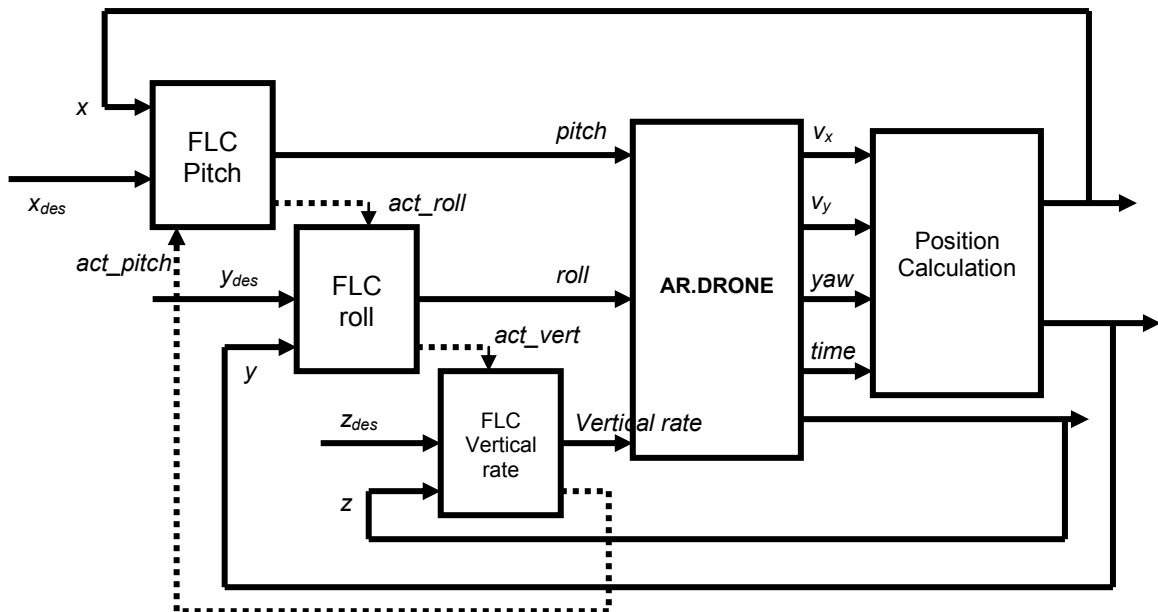 x
FLC
Pitch
pitch
v_x
x_des
act_roll
v_y
act_pitch
y_des
FLC
roll
roll
AR.DRONE
yaw
Position
Calculation
act_vert
time
y
z_des
FLC
Vertical
rate
Vertical rate
z